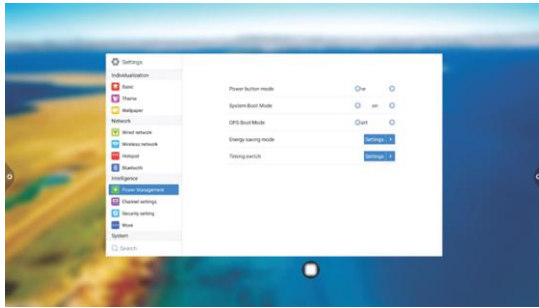 Settings
Individualization
Basic
Theme
Wallpaper
Network
Wired network
Wireless network
Hotspot
Bluetooth
Intelligence
Power Management
Channel settings
Security setting
More
System
Search
Power button mode
System Boot Mode
on
OPS Boot Mode
Energy saving mode
Settings
Timing switch
Settings